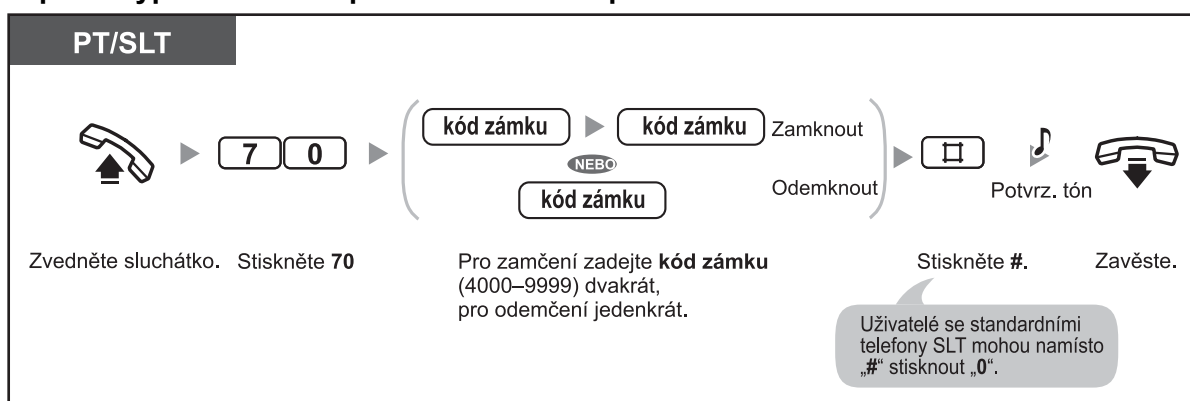 PT/SLT
7 0
kód zámku kód zámku Zamknout
NEBO
kód zámku Odemknout
# Potvrz. tón
Zvedněte sluchátko. Stiskněte 70
Pro zamčení zadejte kód zámku
(4000–9999) dvakrát,
pro odemčení jedenkrát.
Stiskněte #. Zavěste.
Uživatelé se standardními
telefony SLT mohou namísto
„#“ stisknout „0“.